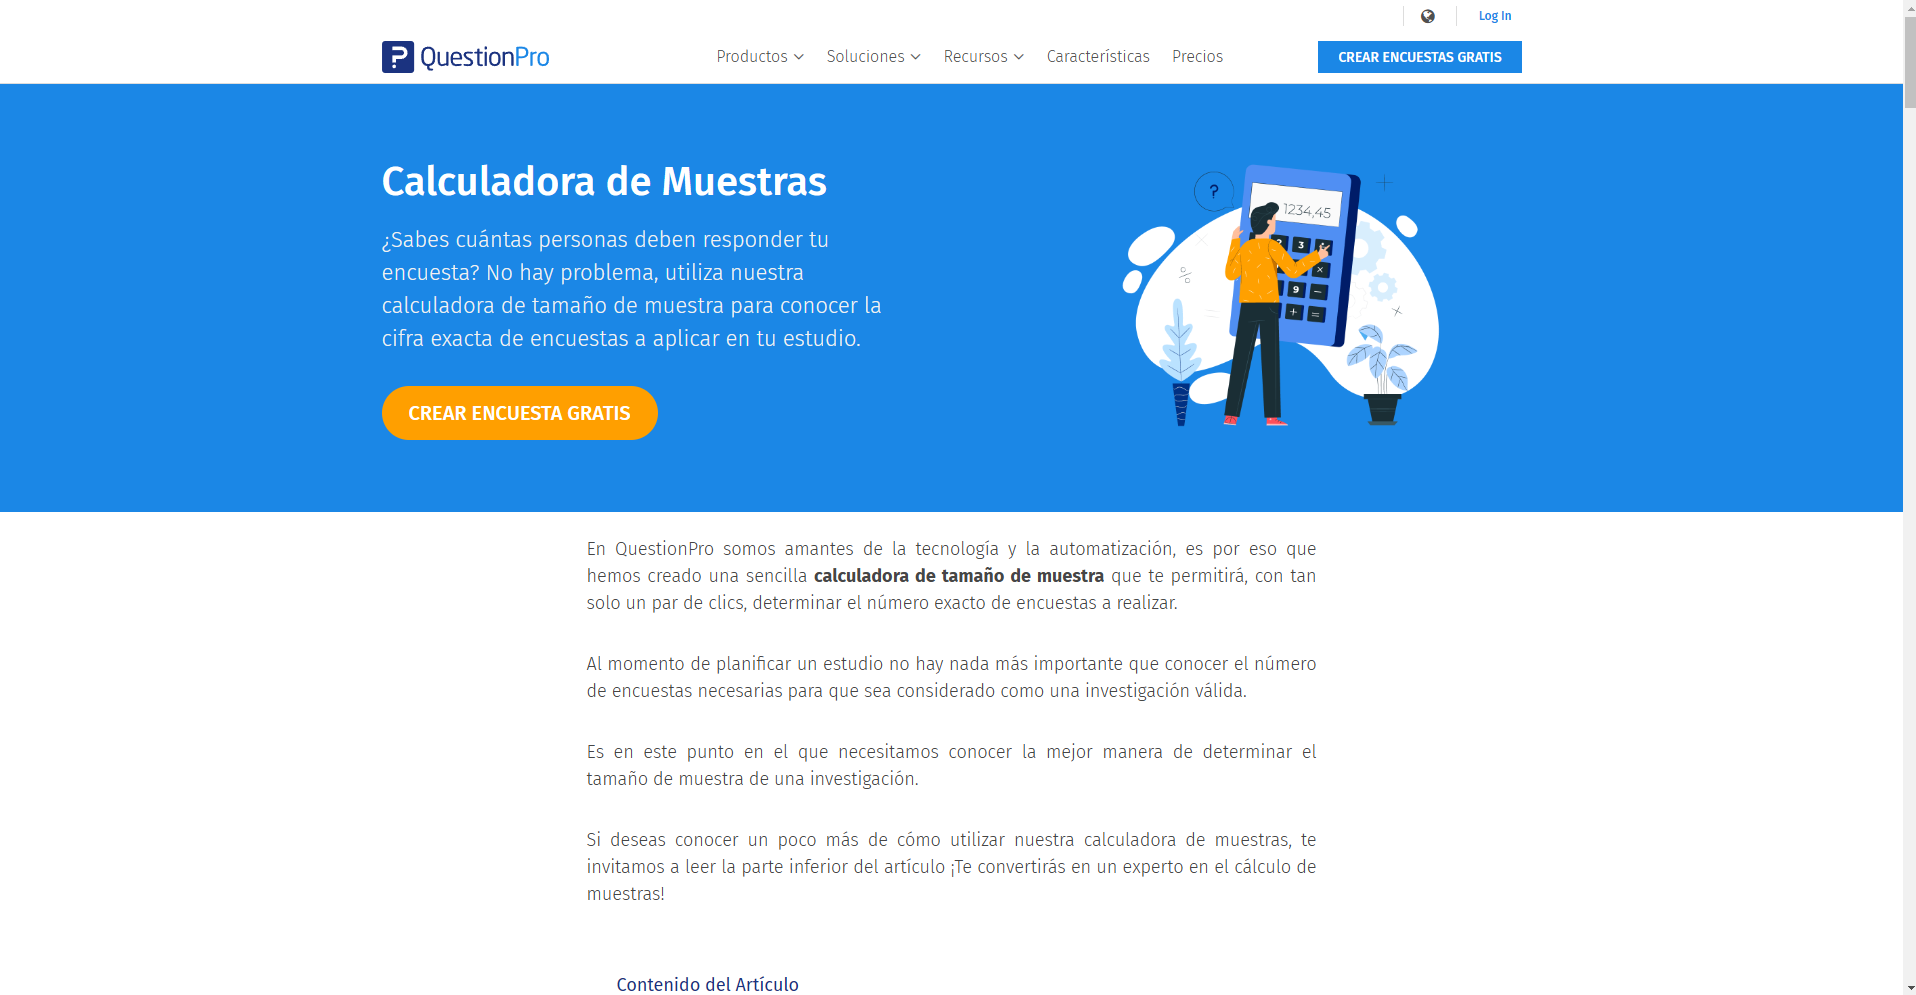 Log In
QuestionPro
Productos
Soluciones
Recursos
Características
Precios
CREAR ENCUESTAS GRATIS
Calculadora de Muestras
¿Sabes cuántas personas deben responder tu
encuesta? No hay problema, utiliza nuestra
calculadora de tamaño de muestra para conocer la
cifra exacta de encuestas a aplicar en tu estudio.
CREAR ENCUESTA GRATIS
?
1234,45
2 3
×
9 −
+ =
%
En QuestionPro somos amantes de la tecnología y la automatización, es por eso que
hemos creado una sencilla calculadora de tamaño de muestra que te permitirá, con tan
solo un par de clics, determinar el número exacto de encuestas a realizar.
Al momento de planificar un estudio no hay nada más importante que conocer el número
de encuestas necesarias para que sea considerado como una investigación válida.
Es en este punto en el que necesitamos conocer la mejor manera de determinar el
tamaño de muestra de una investigación.
Si deseas conocer un poco más de cómo utilizar nuestra calculadora de muestras, te
invitamos a leer la parte inferior del artículo ¡Te convertirás en un experto en el cálculo de
muestras!
Contenido del Artículo